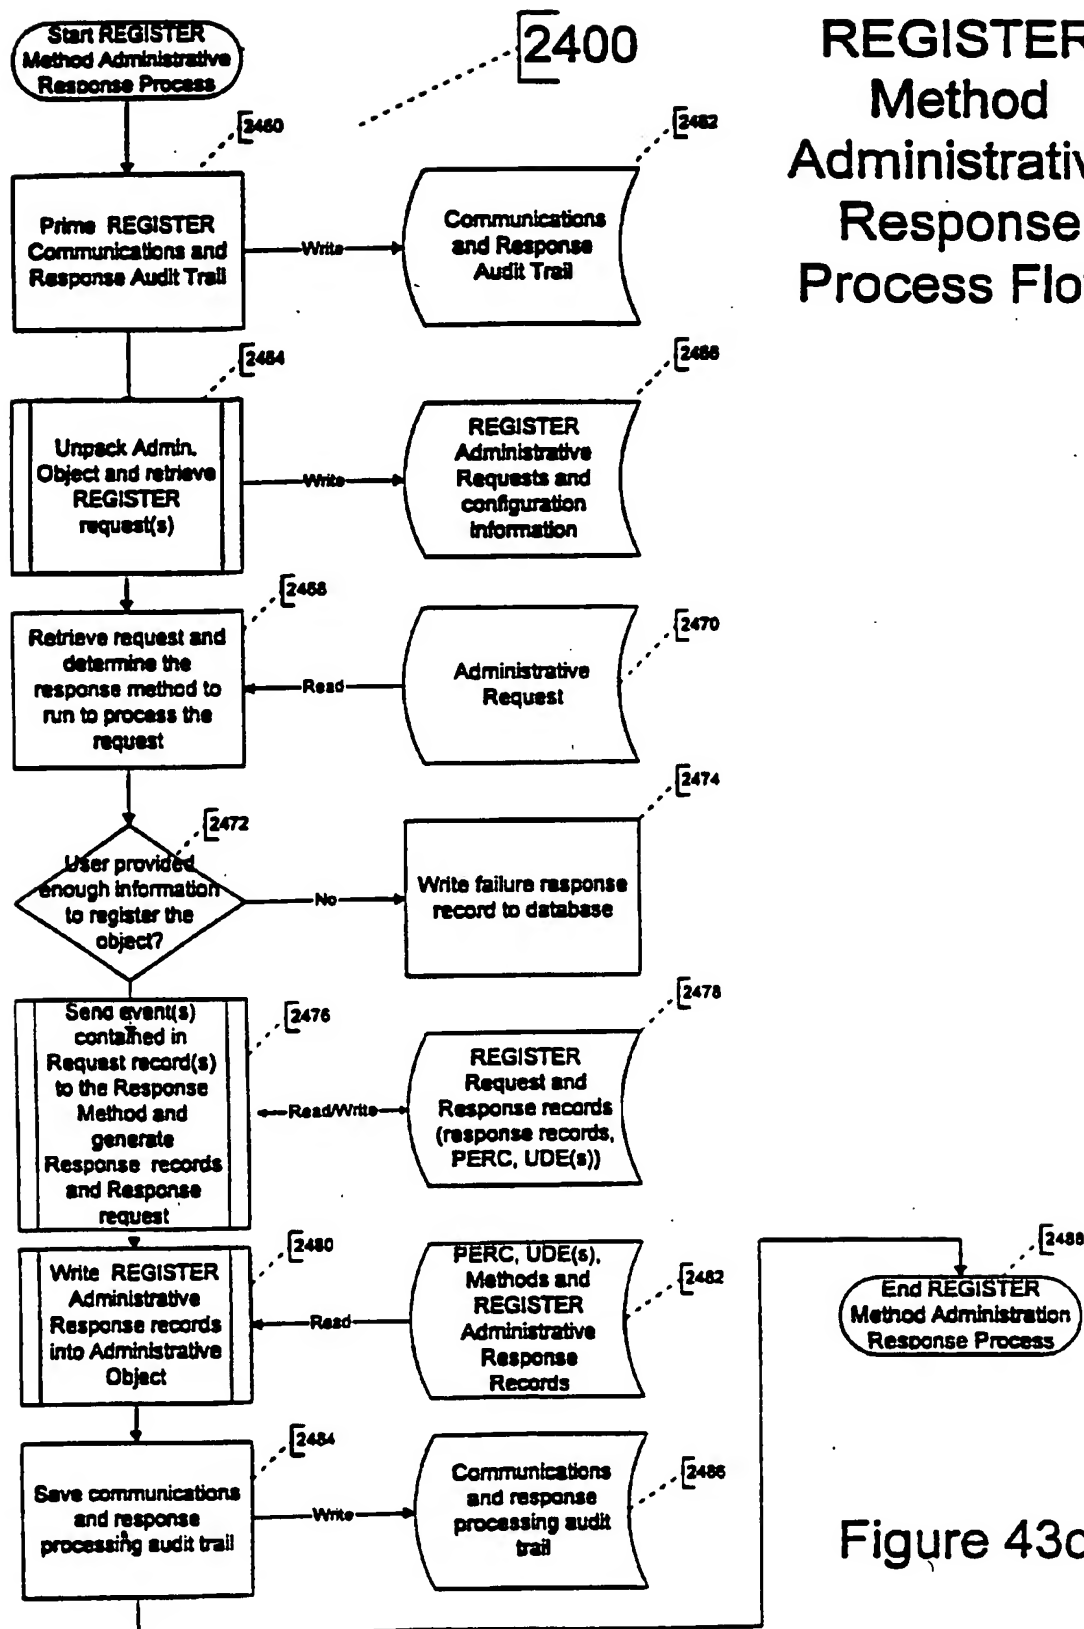 Start REGISTER
Method Administrative
Response Process
2400
REGISTER
Method
Administrativ
Response
Process Flo
2460
Prime REGISTER
Communications and
Response Audit Trail
Write
2462
Communications
and Response
Audit Trail
2464
Unpack Admin.
Object and retrieve
REGISTER
request(s)
Write
2466
REGISTER
Administrative
Requests and
configuration
information
2468
Retrieve request and
determine the
response method to
run to process the
request
Read
2470
Administrative
Request
2472
User provided
enough information
to register the
object?
No
2474
Write failure response
record to database
2476
Send event(s)
contained in
Request record(s)
to the Response
Method and
generate
Response records
and Response
request
Read/Write
2478
REGISTER
Request and
Response records
(response records,
PERC, UDE(s))
2480
Write REGISTER
Administrative
Response records
into Administrative
Object
Read
2482
PERC, UDE(s),
Methods and
REGISTER
Administrative
Response
Records
2484
Save communications
and response
processing audit trail
Write
2486
Communications
and response
processing audit
trail
2488
End REGISTER
Method Administration
Response Process
Figure 43